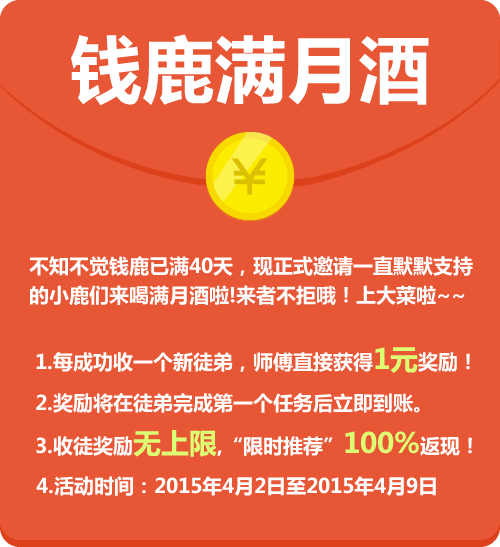 钱鹿满月酒
¥
不知不觉钱鹿已满40天，现正式邀请一直默默支持
的小鹿们来喝满月酒啦!来者不拒哦！上大菜啦~~
1.每成功收一个新徒弟，师傅直接获得1元奖励！
2.奖励将在徒弟完成第一个任务后立即到账。
3.收徒奖励无上限,“限时推荐”100%返现！
4.活动时间：2015年4月2日至2015年4月9日